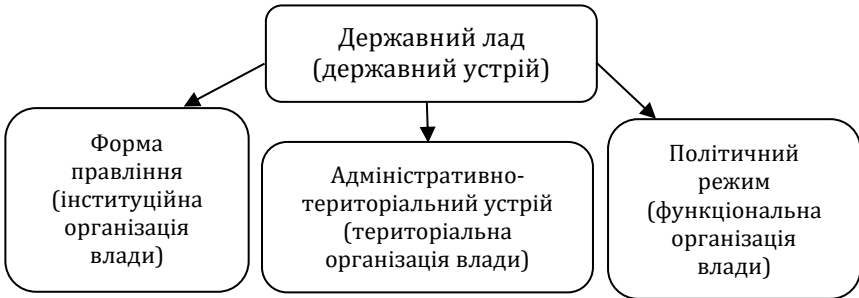 Державний лад
(державний устрій)
Форма
правління
(інституційна
організація
влади)
Адміністративно-
територіальний устрій
(територіальна
організація влади)
Політичний
режим
(функціональна
організація
влади)